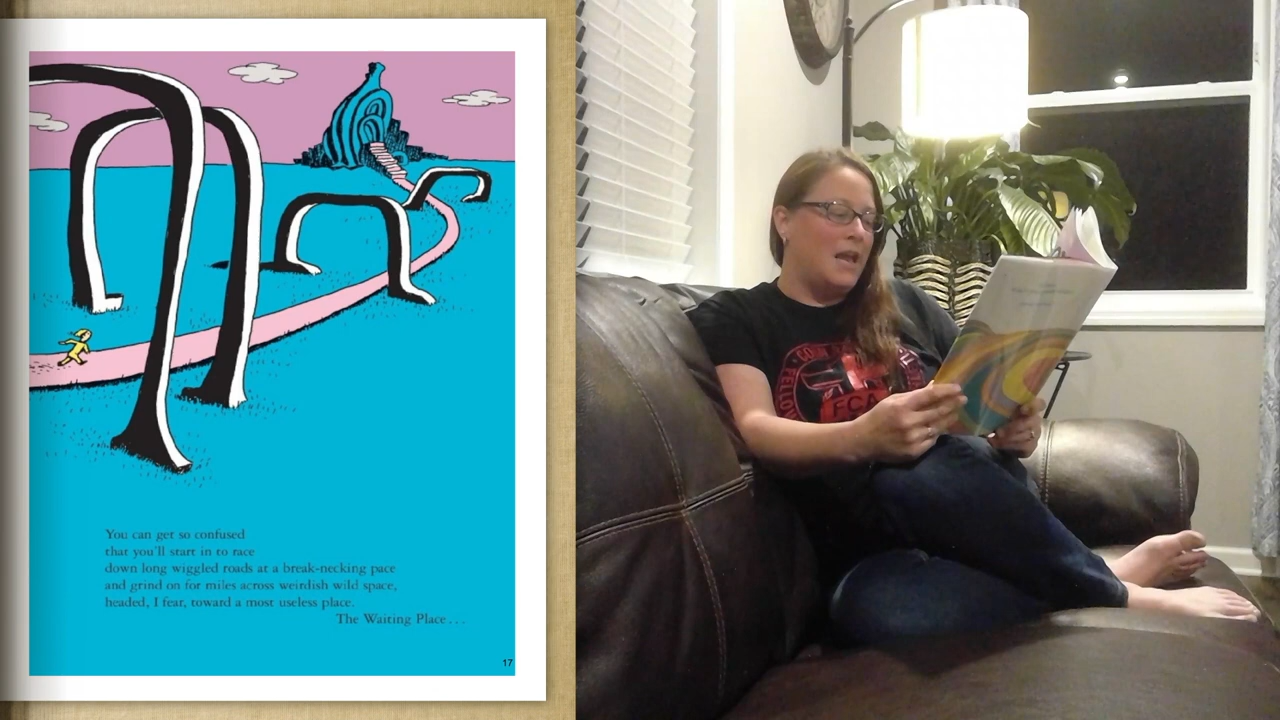 You can get so confused
that you'll start in to race
down long wiggled roads at a break-necking pace
and grind on for miles across weirdish wild space,
headed, I fear, toward a most useless place.
The Waiting Place...
17
FCA